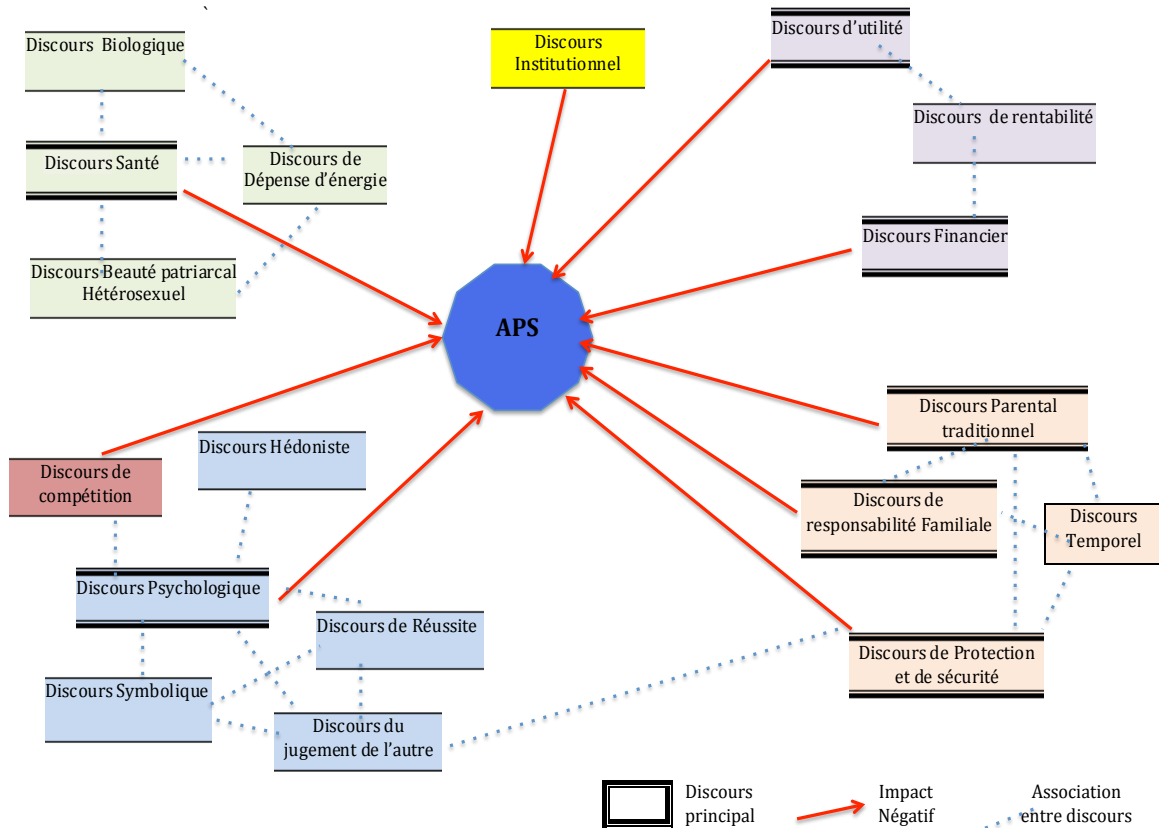 `
Discours Biologique
Discours
Institutionnel
Discours d’utilité
Discours de rentabilité
Discours Santé
Discours de
Dépense d’énergie
Discours Financier
Discours Beauté patriarcal
Hétérosexuel
APS
Discours Parental
traditionnel
Discours Hédoniste
Discours de
compétition
Discours de
responsabilité Familiale
Discours
Temporel
Discours Psychologique
Discours de Réussite
Discours de Protection
et de sécurité
Discours Symbolique
Discours du
jugement de l’autre
Discours
principal
Impact
Négatif
Association
entre discours